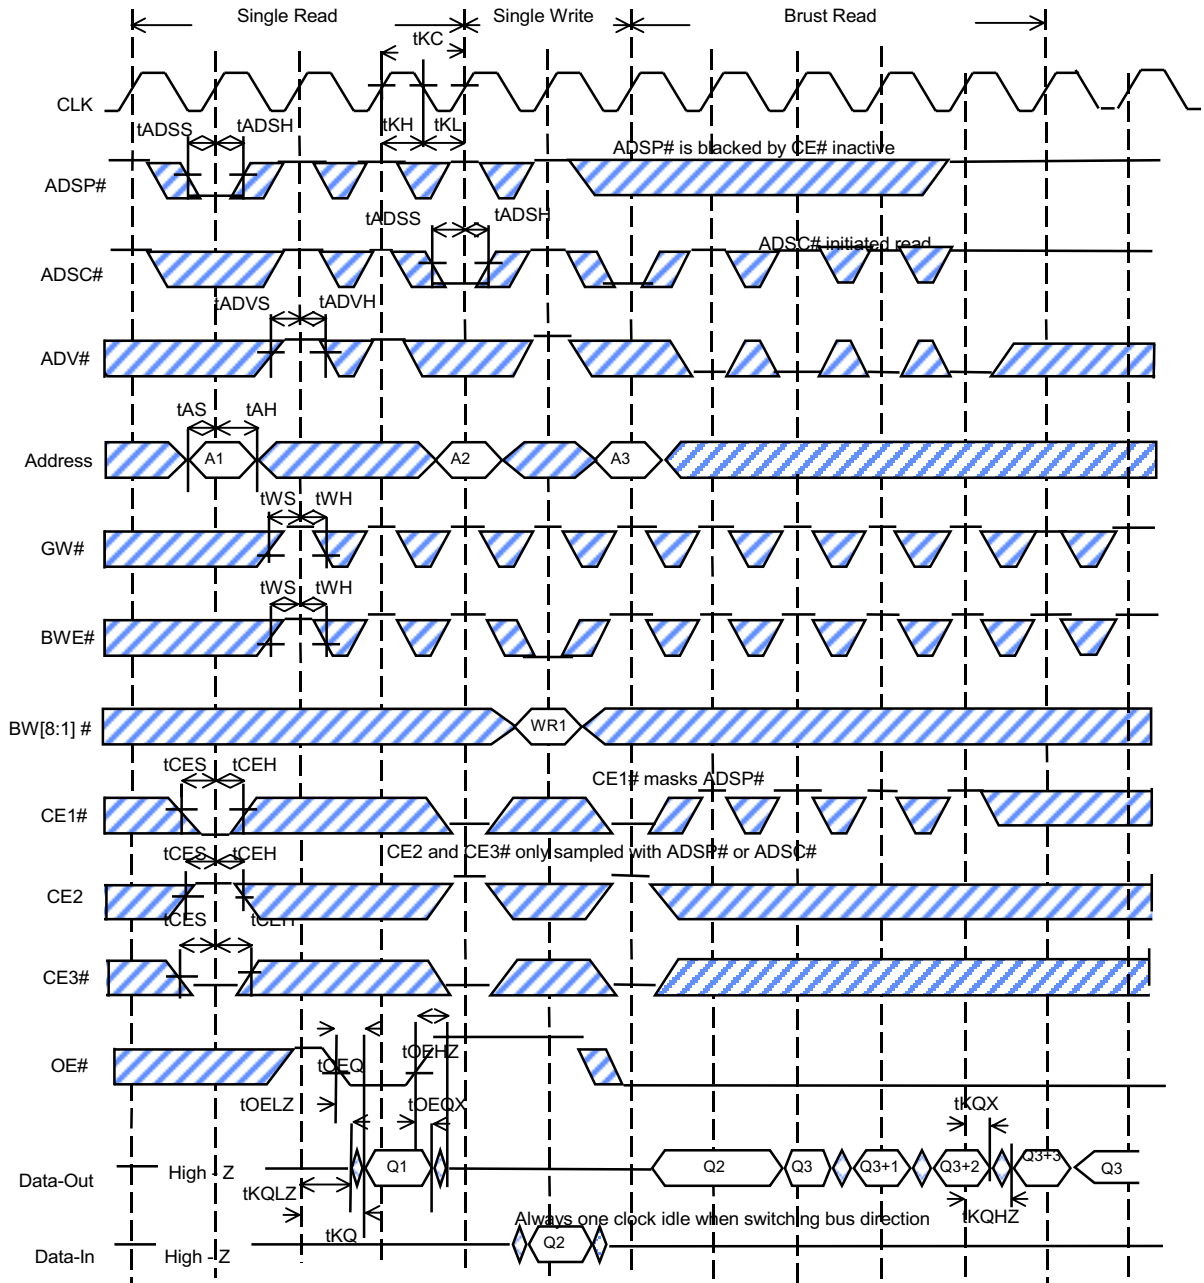 Single Read
Single Write
Brust Read
tKC
CLK
tADSS
tADSH
tKH
tKL
ADSP# is blacked by CE# inactive
ADSP#
tADSS
tADSH
ADSC# initiated read
ADSC#
tADVS
tADVH
ADV#
tAS
tAH
Address
A1
A2
A3
tWS
tWH
GW#
tWS
tWH
BWE#
BW[8:1] #
WR1
tCES
tCEH
CE1# masks ADSP#
CE1#
tCES
tCEH
CE2 and CE3# only sampled with ADSP# or ADSC#
CE2
tCES
tCEH
CE3#
OE#
tOEQ
tOEHZ
tOELZ
tOEQX
tKQX
Data-Out
High - Z
Q1
Q2
Q3
Q3+1
Q3+2
Q3+3
Q3
tKQLZ
tKQHZ
tKQ
Always one clock idle when switching bus direction
Data-In
High - Z
Q2